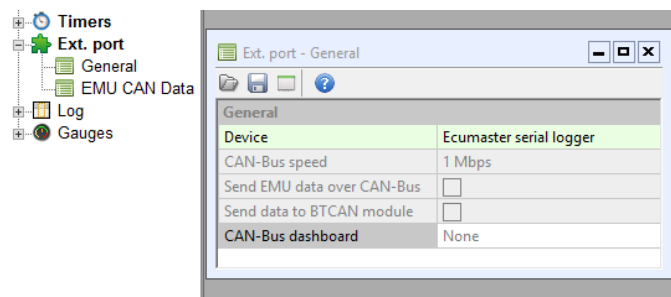 Timers
Ext. port
General
EMU CAN Data
Log
Gauges
Ext. port - General
General
Device Ecumaster serial logger
CAN-Bus speed 1 Mbps
Send EMU data over CAN-Bus
Send data to BTCAN module
CAN-Bus dashboard None